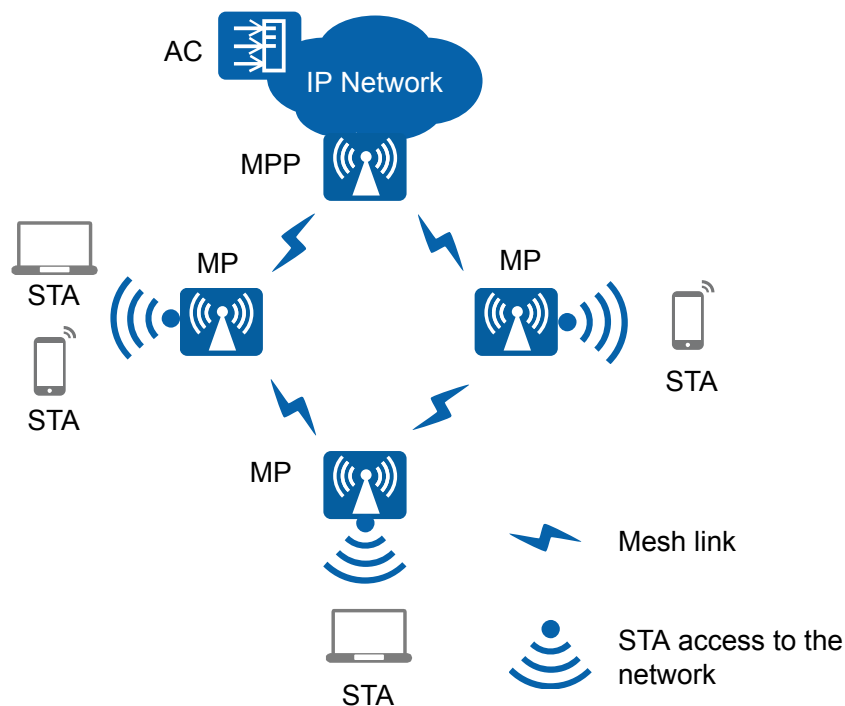 AC
IP Network
MPP
MP
MP
STA
STA
STA
MP
Mesh link
STA access to the
network
STA